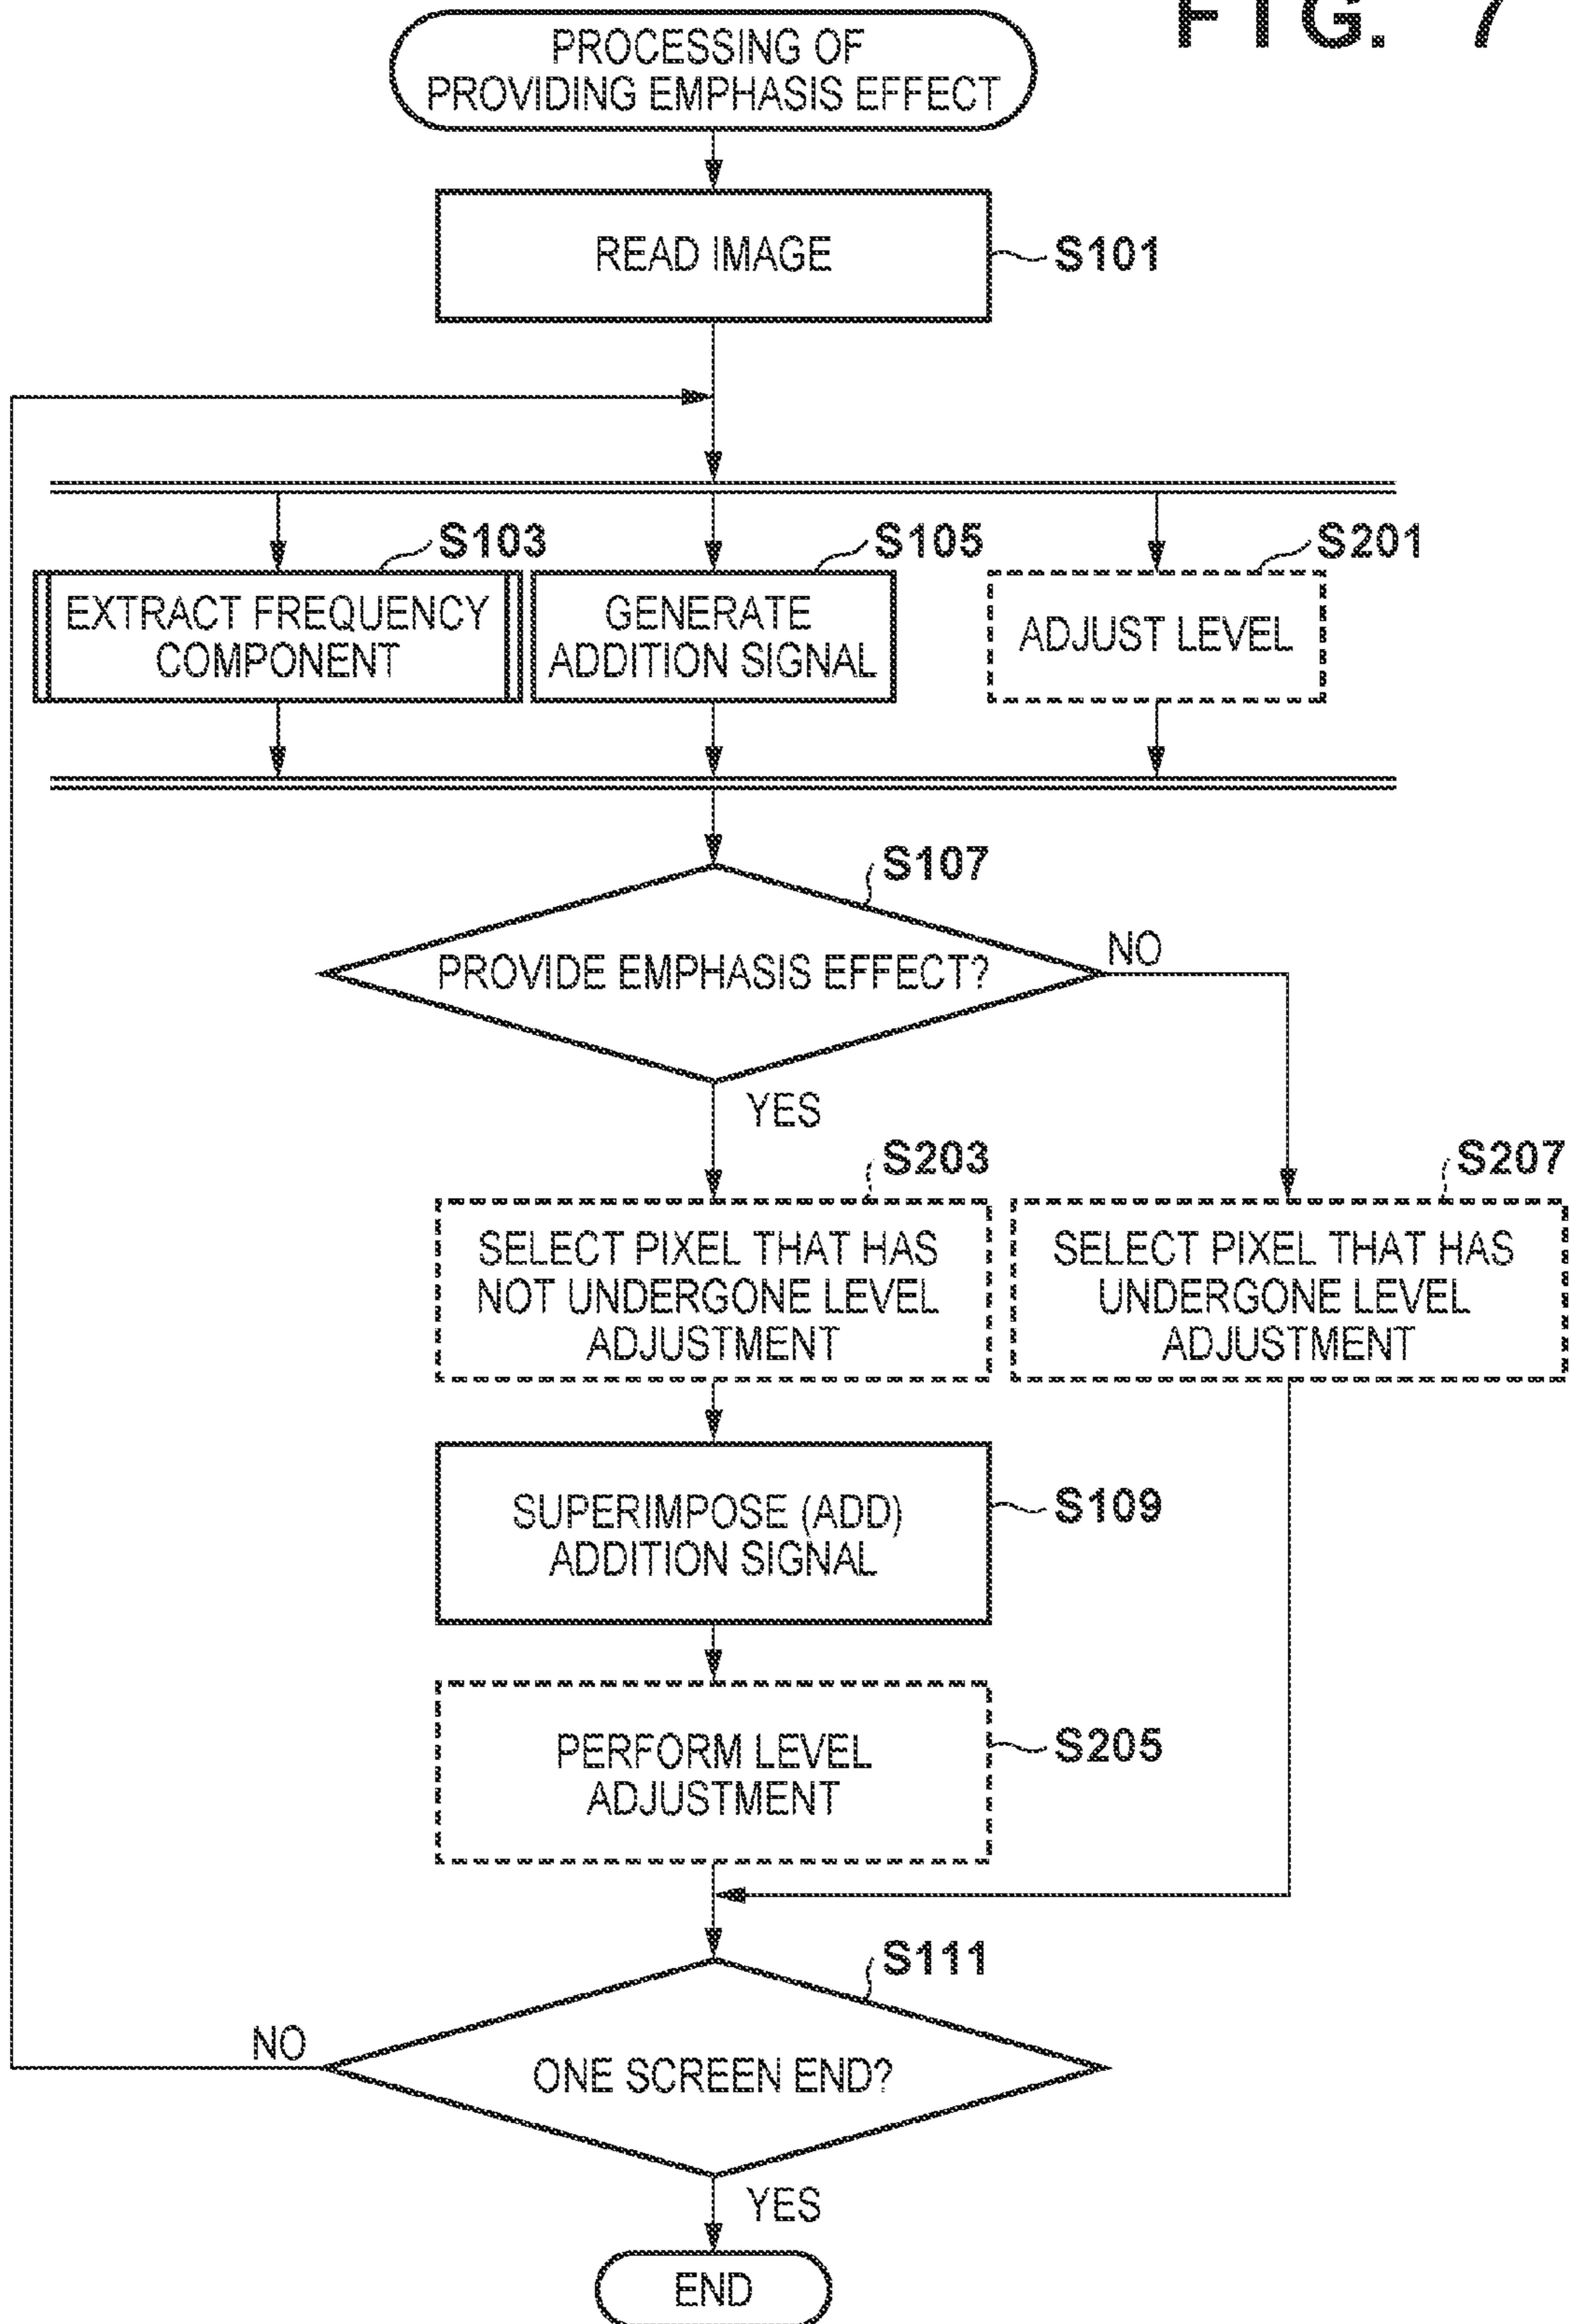 FIG. 7
PROCESSING OF
PROVIDING EMPHASIS EFFECT
READ IMAGE
S101
S103
S105
S201
EXTRACT FREQUENCY
COMPONENT
GENERATE
ADDITION SIGNAL
ADJUST LEVEL
S107
PROVIDE EMPHASIS EFFECT?
NO
YES
S203
S207
SELECT PIXEL THAT HAS
NOT UNDERGONE LEVEL
ADJUSTMENT
SELECT PIXEL THAT HAS
UNDERGONE LEVEL
ADJUSTMENT
SUPERIMPOSE (ADD)
ADDITION SIGNAL
S109
PERFORM LEVEL
ADJUSTMENT
S205
S111
NO
ONE SCREEN END?
YES
END